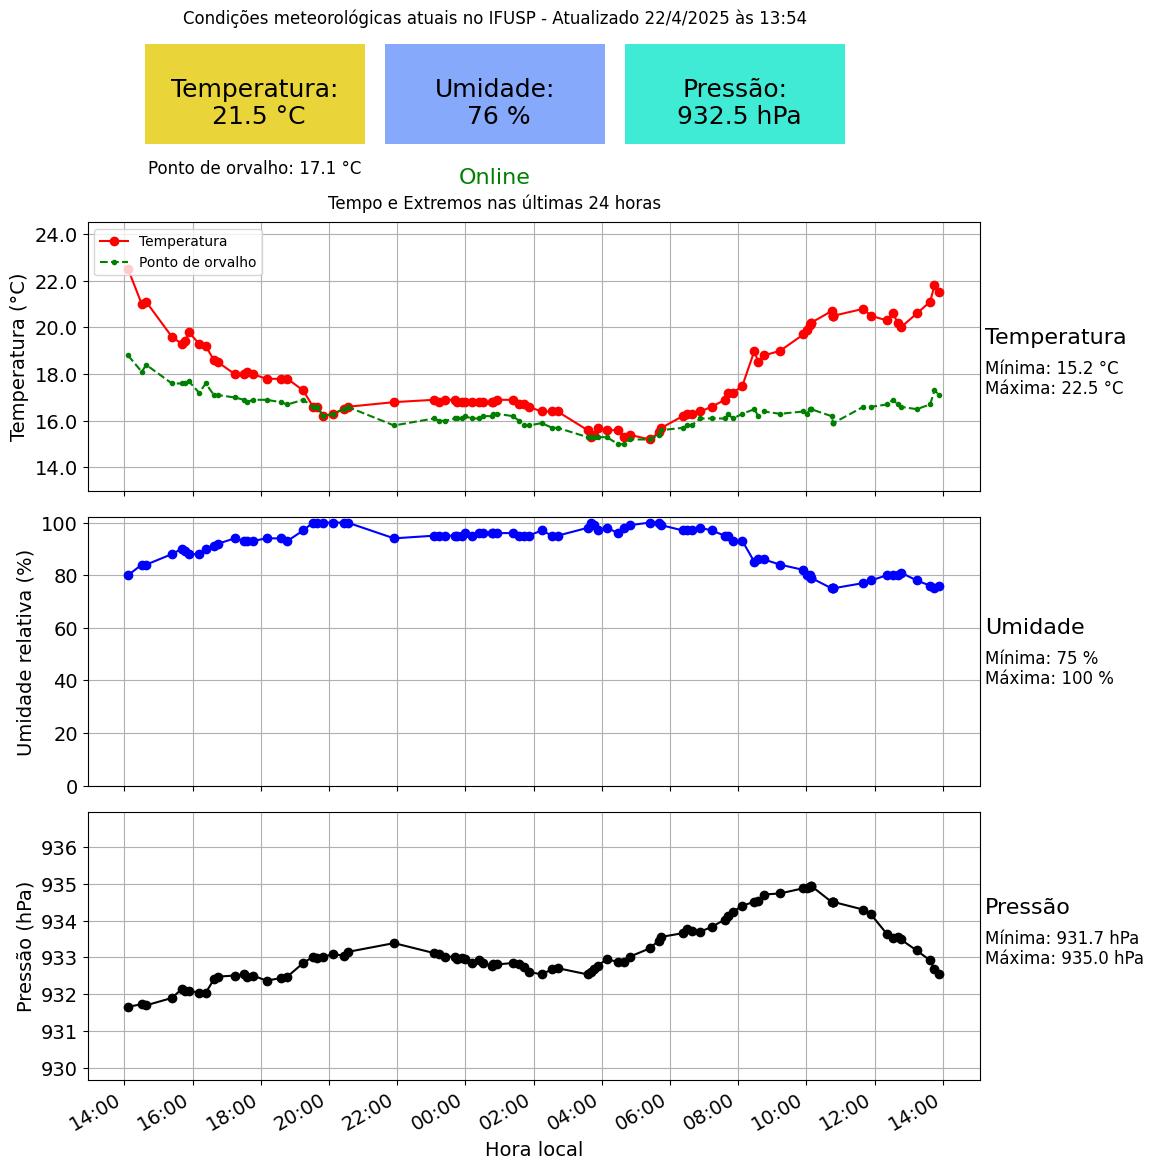 Condições meteorológicas atuais no IFUSP - Atualizado 22/4/2025 às 13:54
Temperatura:
21.5 °C
Umidade:
76 %
Pressão:
932.5 hPa
Ponto de orvalho: 17.1 °C
Online
Tempo e Extremos nas últimas 24 horas
Temperatura (°C)
24.0
22.0
20.0
18.0
16.0
14.0
Temperatura
Ponto de orvalho
Temperatura
Mínima: 15.2 °C
Máxima: 22.5 °C
Umidade relativa (%)
100
80
60
40
20
0
Umidade
Mínima: 75 %
Máxima: 100 %
Pressão (hPa)
936
935
934
933
932
931
930
Pressão
Mínima: 931.7 hPa
Máxima: 935.0 hPa
14:00 16:00 18:00 20:00 22:00 00:00 02:00 04:00 06:00 08:00 10:00 12:00 14:00
Hora local